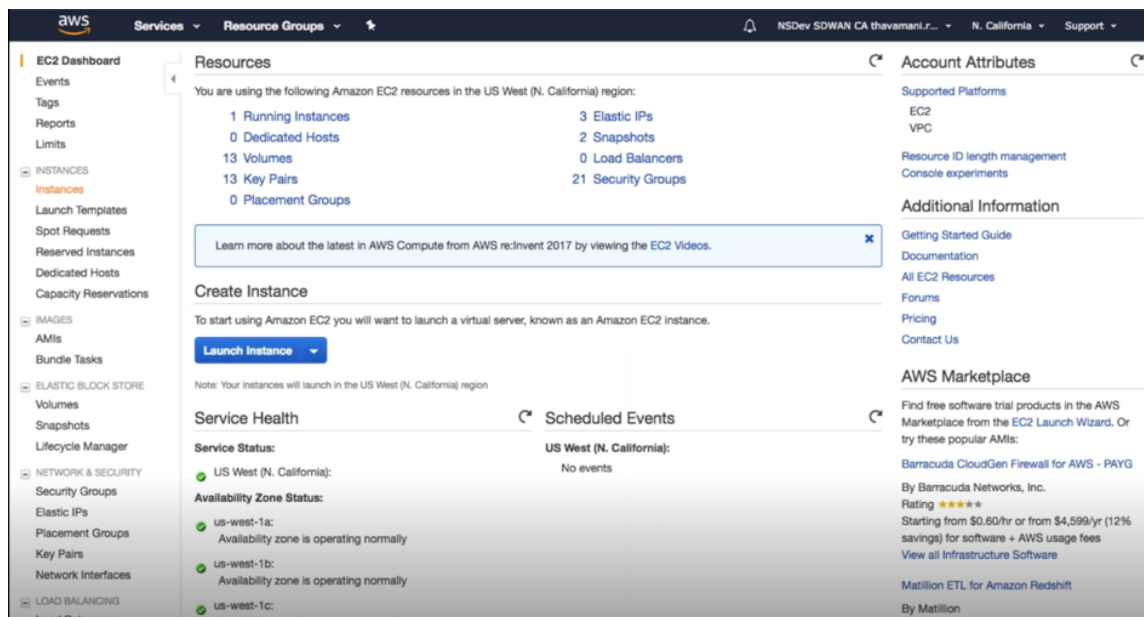 aws
Services
Resource Groups
NSDev SDWAN CA thavamani.r...
N. California
Support
EC2 Dashboard
Events
Tags
Reports
Limits
INSTANCES
Instances
Launch Templates
Spot Requests
Reserved Instances
Dedicated Hosts
Capacity Reservations
IMAGES
AMIs
Bundle Tasks
ELASTIC BLOCK STORE
Volumes
Snapshots
Lifecycle Manager
NETWORK & SECURITY
Security Groups
Elastic IPs
Placement Groups
Key Pairs
Network Interfaces
LOAD BALANCING
Resources
You are using the following Amazon EC2 resources in the US West (N. California) region:
1 Running Instances
0 Dedicated Hosts
13 Volumes
13 Key Pairs
0 Placement Groups
3 Elastic IPs
2 Snapshots
0 Load Balancers
21 Security Groups
Learn more about the latest in AWS Compute from AWS re:Invent 2017 by viewing the EC2 Videos.
Create Instance
To start using Amazon EC2 you will want to launch a virtual server, known as an Amazon EC2 instance.
Launch Instance
Note: Your instances will launch in the US West (N. California) region
Service Health
Service Status:
US West (N. California):
Availability Zone Status:
us-west-1a:
Availability zone is operating normally
us-west-1b:
Availability zone is operating normally
us-west-1c:
Scheduled Events
US West (N. California):
No events
Account Attributes
Supported Platforms
EC2
VPC
Resource ID length management
Console experiments
Additional Information
Getting Started Guide
Documentation
All EC2 Resources
Forums
Pricing
Contact Us
AWS Marketplace
Find free software trial products in the AWS
Marketplace from the EC2 Launch Wizard. Or
try these popular AMIs:
Barracuda CloudGen Firewall for AWS - PAYG
By Barracuda Networks, Inc.
Rating
Starting from $0.60/hr or from $4,599/yr (12%
savings) for software + AWS usage fees
View all Infrastructure Software
Matillion ETL for Amazon Redshift
By Matillion